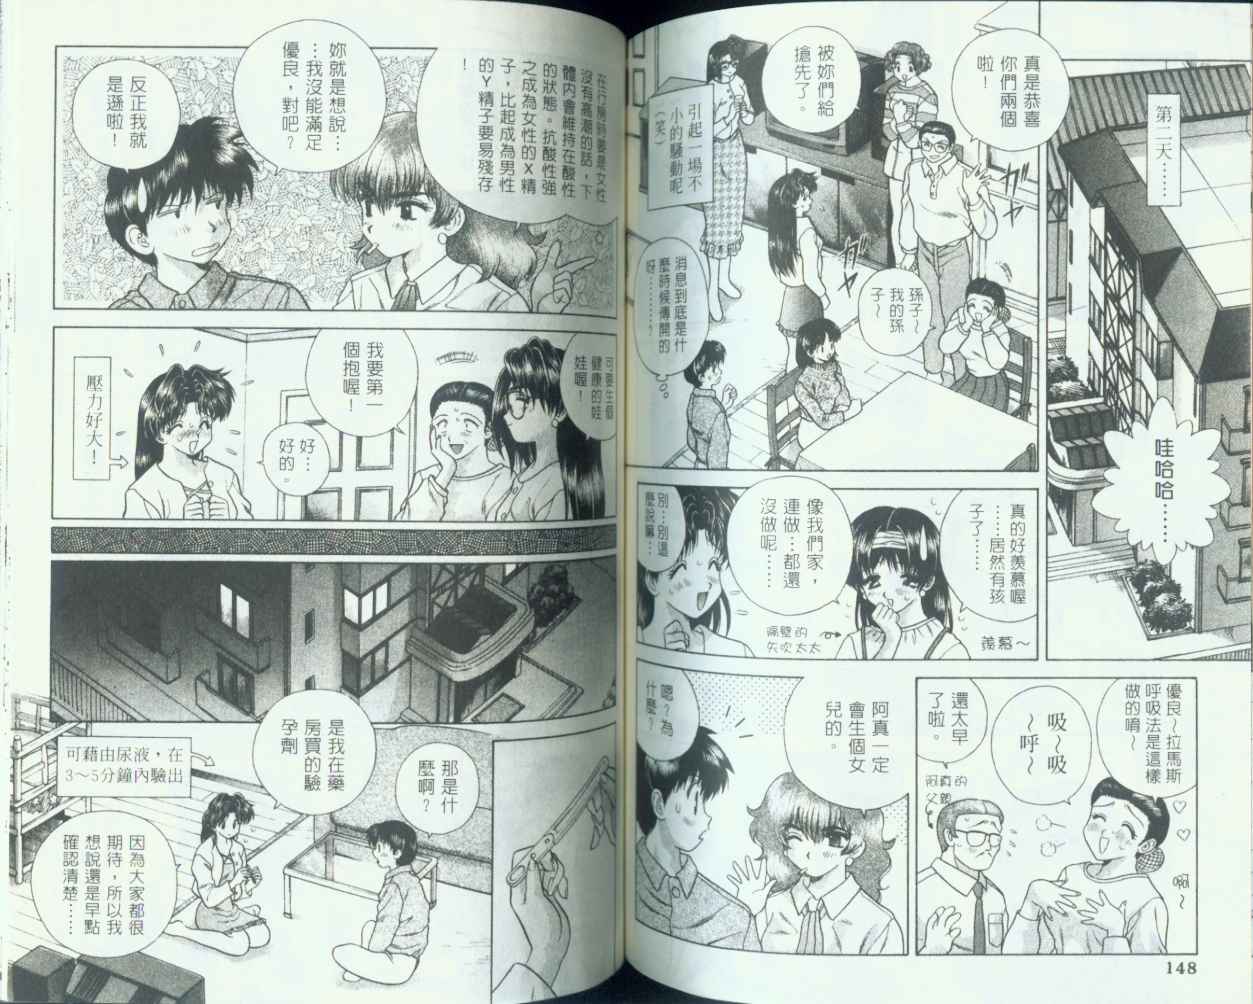 第二天……
哇哈哈……
真是恭喜
你們兩個
啦！
被妳們給
搶先了。
引起一場不
小的騷動呢
（笑）
孫子～
我的孫
子～
消息到底是什
麼時候傳開的
好…………？
真的好羨慕喔
……居然有孩
子了……
羨慕～
像我們家，
連做…都還
沒做呢……
隔壁的
矢吹太太
別…別這
麼說嘛…
優良～拉馬斯
呼吸法是這樣
做的唷～
吸～吸
～呼～
還太早
了啦。
阿真的
父親
啊～
阿真一定
會生個女
兒的。
嗯？為
什麼？
148
在行房時要是女性
沒有高潮的話，下
體內會維持在酸性
的狀態。抗酸性強
之成為女性的X精
子，比起成為男性
的Y精子要易殘存
！
妳就是想說…
…我沒能滿足
優良，對吧？
反正我就
是遜啦！
可要生個
健康的娃
娃喔！
我要第一
個抱喔！
好…
好的。
壓力好大！
那是什
麼啊？
是我在藥
房買的驗
孕劑
可藉由尿液，在
3～5分鐘內驗出
因為大家都很
期待，所以我
想說還是早點
確認清楚……